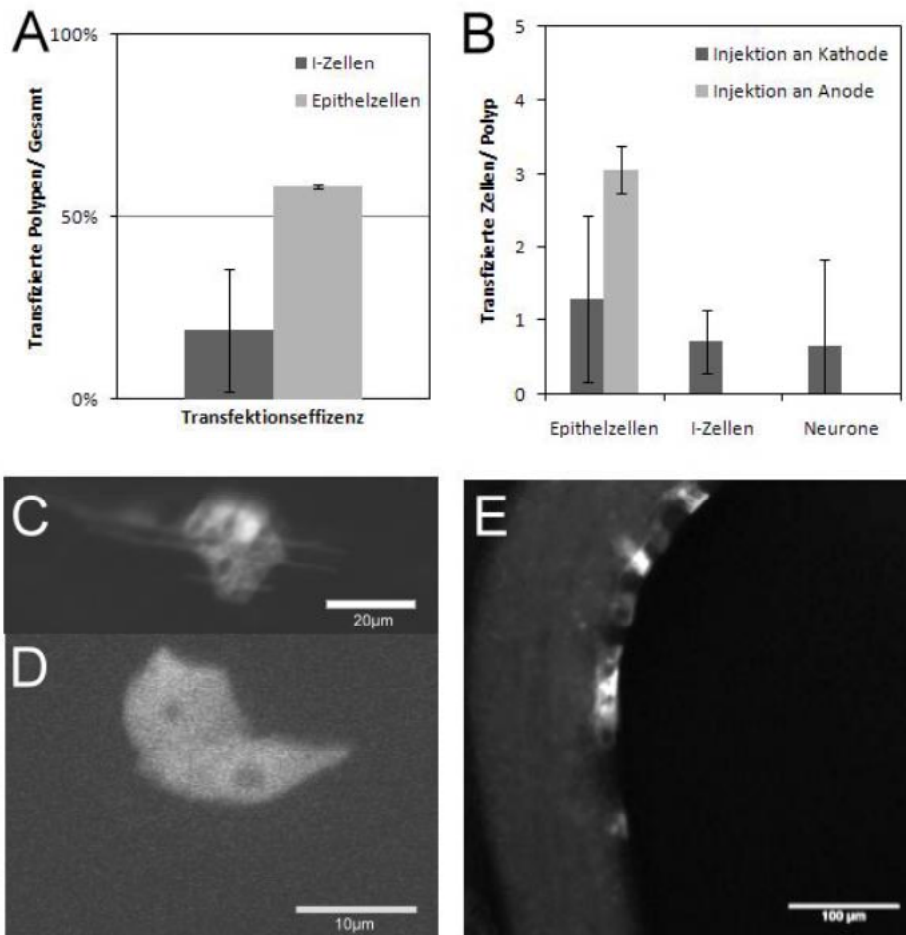 A
100%
50%
0%
Transfizierte Polypen/ Gesamt
I-Zellen
Epithelzellen
Transfektionseffizenz
B
5
4
3
2
1
0
Transfizierte Zellen/ Polyp
Injektion an Kathode
Injektion an Anode
Epithelzellen
I-Zellen
Neurone
C
20µm
D
10µm
E
100 µm